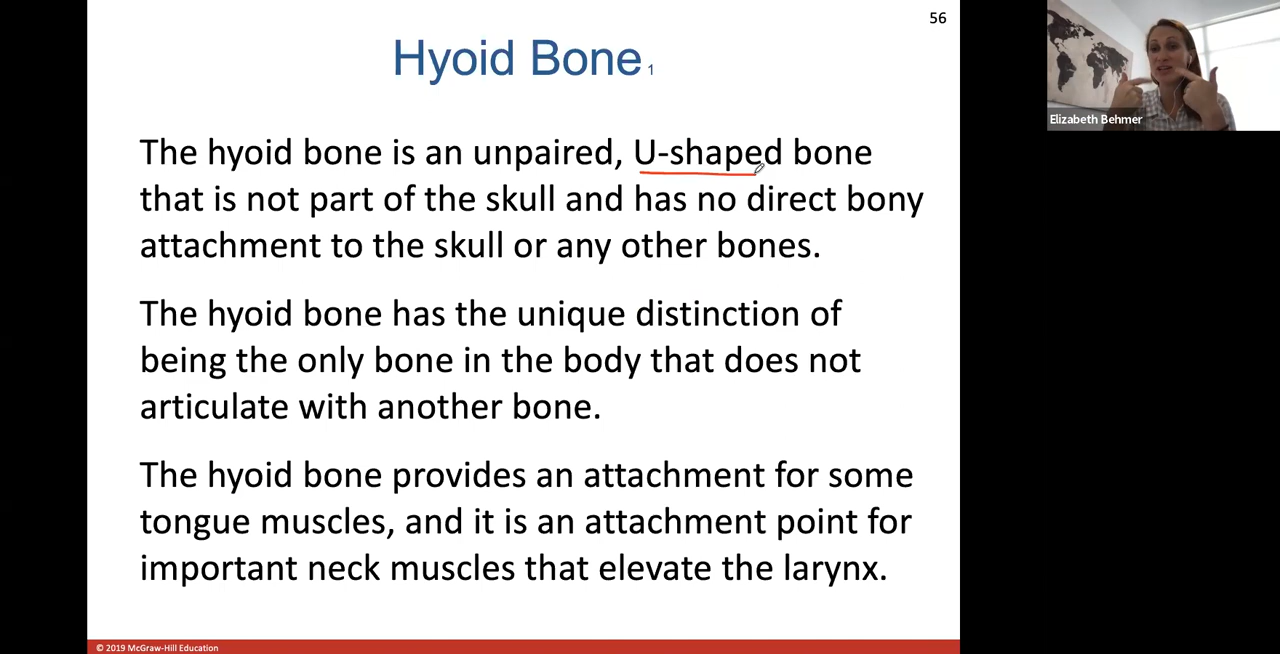 56
Hyoid Bone 1
Elizabeth Behmer
The hyoid bone is an unpaired, U-shaped bone
that is not part of the skull and has no direct bony
attachment to the skull or any other bones.
The hyoid bone has the unique distinction of
being the only bone in the body that does not
articulate with another bone.
The hyoid bone provides an attachment for some
tongue muscles, and it is an attachment point for
important neck muscles that elevate the larynx.
© 2019 McGraw-Hill Education